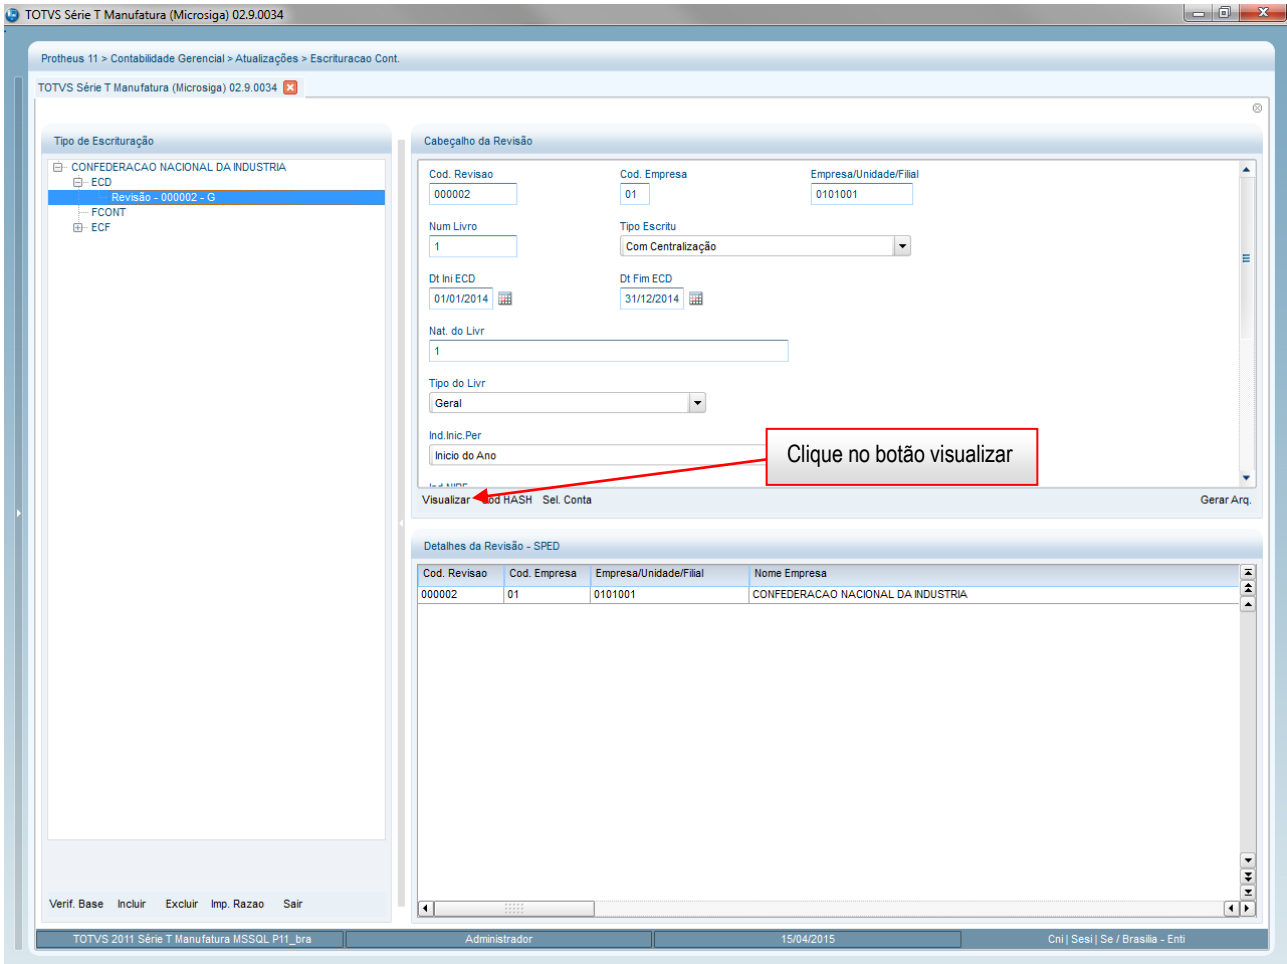 TOTVS Série T Manufatura (Microsiga) 02.9.0034
Protheus 11 > Contabilidade Gerencial > Atualizações > Escrituracao Cont.
TOTVS Série T Manufatura (Microsiga) 02.9.0034
Tipo de Escrituração
CONFEDERACAO NACIONAL DA INDUSTRIA
ECD
Revisão - 000002 - G
FCONT
ECF
Verif. Base Incluir Excluir Imp. Razao Sair
Cabeçalho da Revisão
Cod. Revisao Cod. Empresa Empresa/Unidade/Filial
000002 01 0101001
Num Livro Tipo Escritu
1 Com Centralização
Dt Ini ECD Dt Fim ECD
01/01/2014 31/12/2014
Nat. do Livr
1
Tipo do Livr
Geral
Ind.Inic.Per
Inicio do Ano
Clique no botão visualizar
Visualizar HASH Sel. Conta Gerar Arq.
Detalhes da Revisão - SPED
Cod. Revisao Cod. Empresa Empresa/Unidade/Filial Nome Empresa
000002 01 0101001 CONFEDERACAO NACIONAL DA INDUSTRIA
TOTVS 2011 Série T Manufatura MSSQL P11_bra Administrador 15/04/2015 Cni | Sesi | Se / Brasilia - Enti